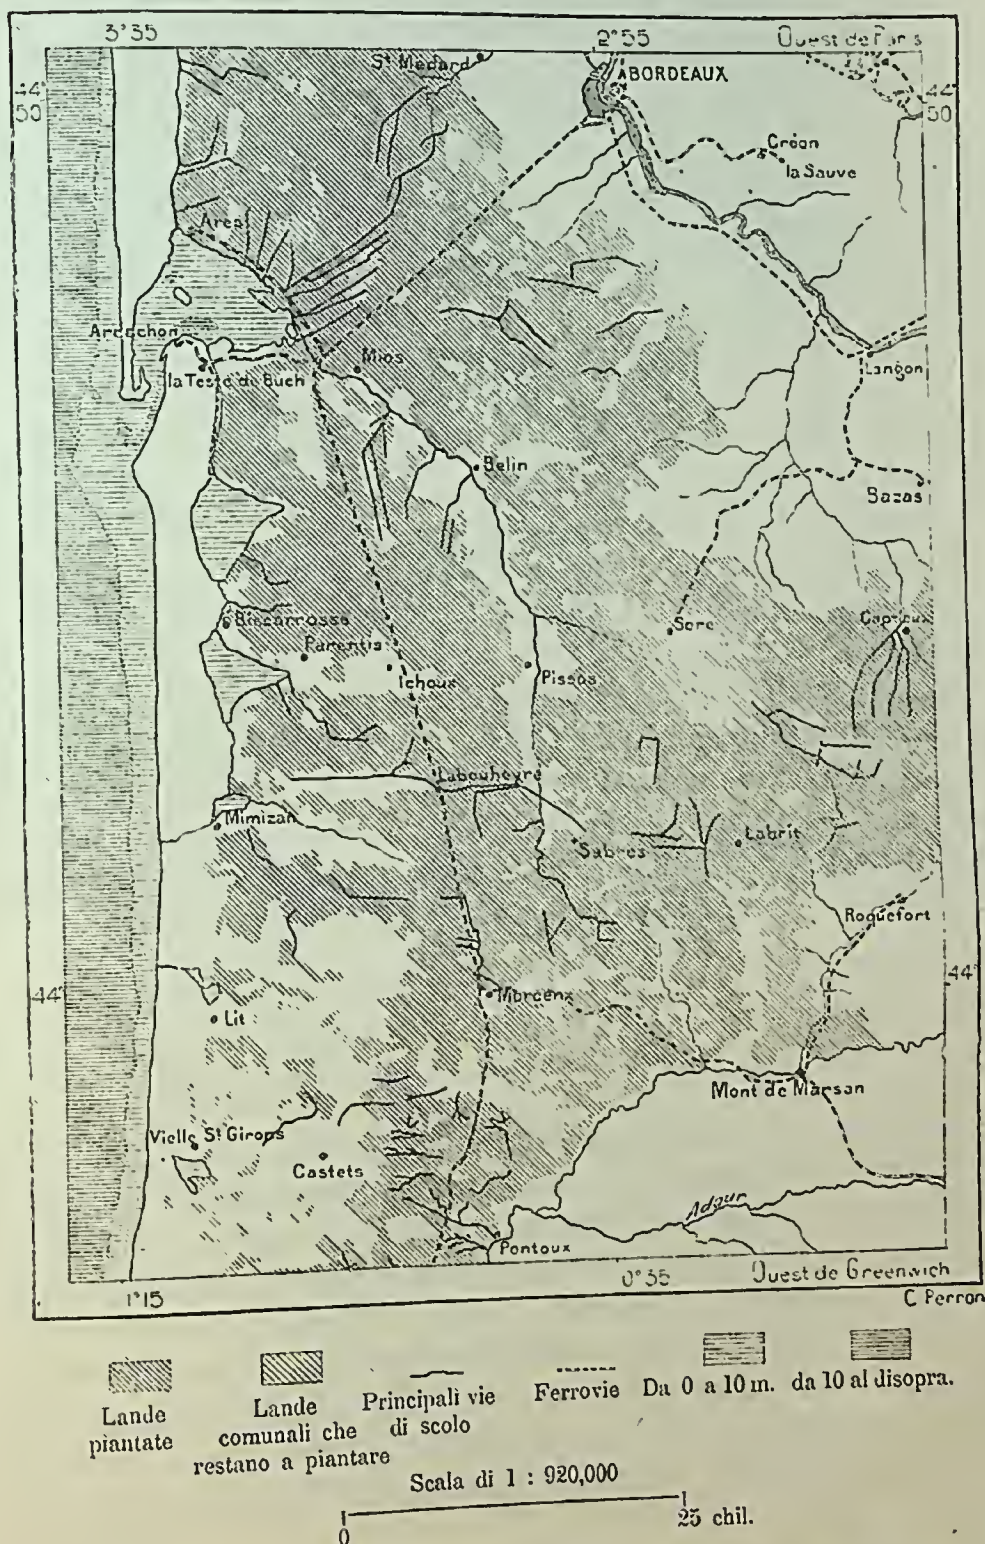 3°35 2°55 Ouest de Paris
St Médard
BORDEAUX
44° 50
44° 50
Créon
la Sauve
Arès
Arcachon
la Teste de Buch
Mios
Langon
Belin
Bazas
Biscarrosse
Parentis
Ichoux
Pissos
Sore
Captieux
Labouheyre
Mimizan
Sabres
Labrit
Roquefort
44°
44°
Morcenx
Lit
Mont de Marsan
Vielle St Girons
Castets
Adour
Pontoux
1°15 0°35 Ouest de Greenwich
C. Perron
Lande piantate
Lande comunali che restano a piantare
Principali vie di scolo
Ferrovie
Da 0 a 10 m.
da 10 al disopra.
Scala di 1 : 920,000
0 25 chil.